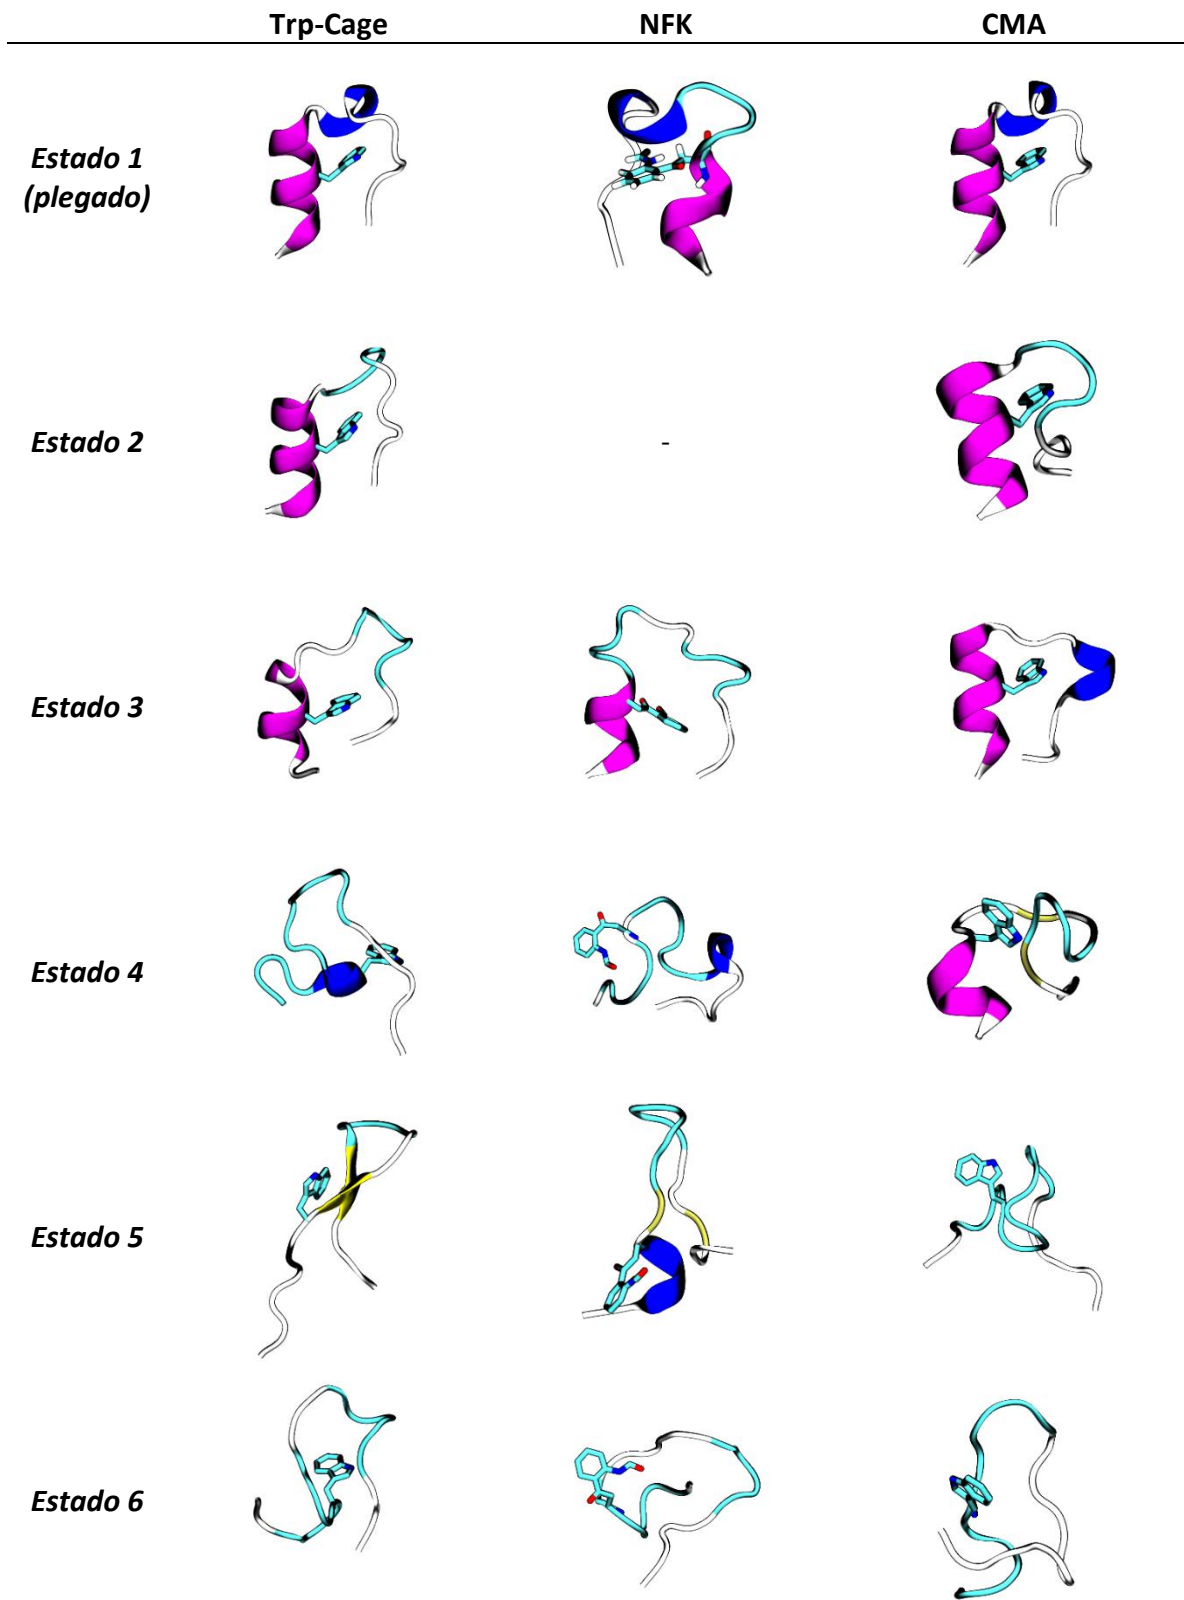 Trp-Cage NFK CMA
Estado 1
(plegado)
Estado 2 -
Estado 3
Estado 4
Estado 5
Estado 6